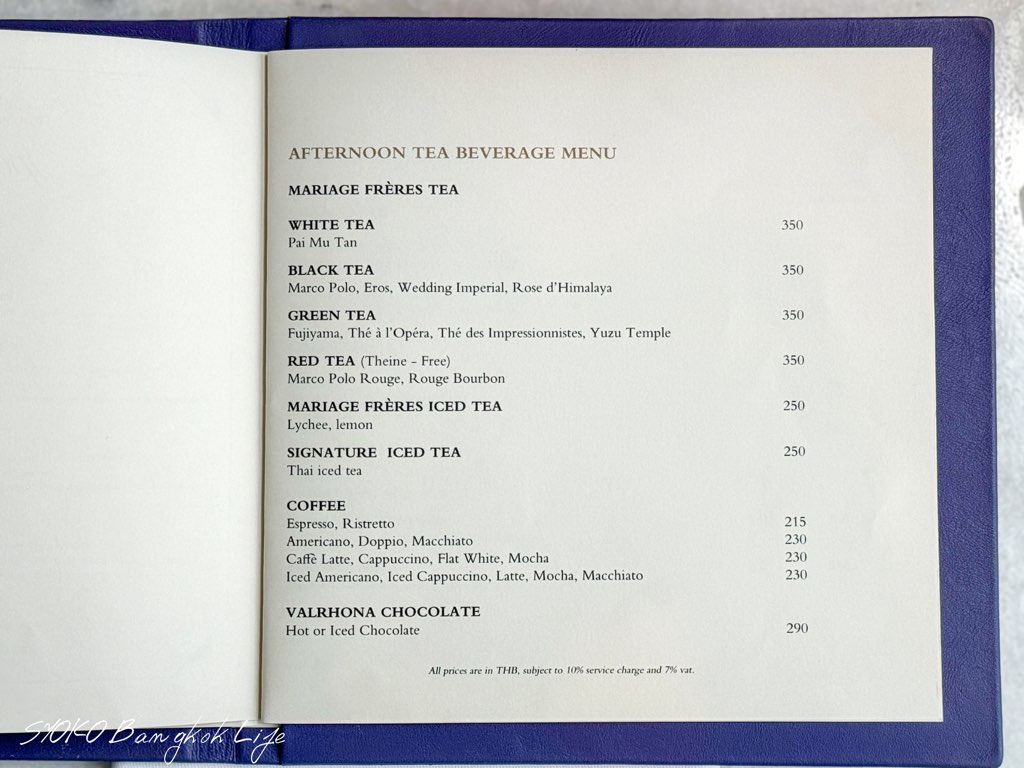 AFTERNOON TEA BEVERAGE MENU
MARIAGE FRÈRES TEA
WHITE TEA 350
Pai Mu Tan
BLACK TEA 350
Marco Polo, Eros, Wedding Imperial, Rose d'Himalaya
GREEN TEA 350
Fujiyama, Thé à l'Opéra, Thé des Impressionnistes, Yuzu Temple
RED TEA (Theine - Free) 350
Marco Polo Rouge, Rouge Bourbon
MARIAGE FRÈRES ICED TEA 250
Lychee, lemon
SIGNATURE ICED TEA 250
Thai iced tea
COFFEE
Espresso, Ristretto 215
Americano, Doppio, Macchiato 230
Caffè Latte, Cappuccino, Flat White, Mocha 230
Iced Americano, Iced Cappuccino, Latte, Mocha, Macchiato 230
VALRHONA CHOCOLATE
Hot or Iced Chocolate 290
All prices are in THB, subject to 10% service charge and 7% vat.
SYOKO Bangkok Life